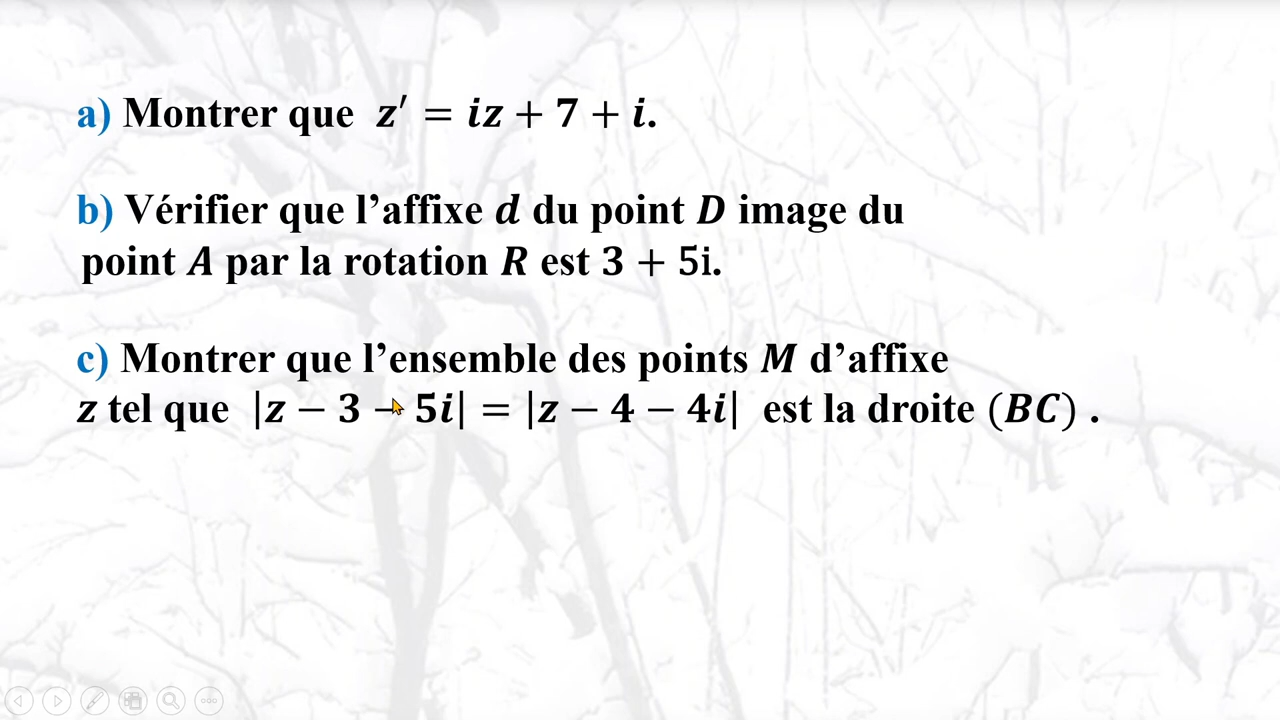 a) Montrer que z′ = iz + 7 + i.
b) Vérifier que l’affixe d du point D image du
point A par la rotation R est 3 + 5i.
c) Montrer que l’ensemble des points M d’affixe
z tel que |z − 3 − 5i| = |z − 4 − 4i| est la droite (BC) .